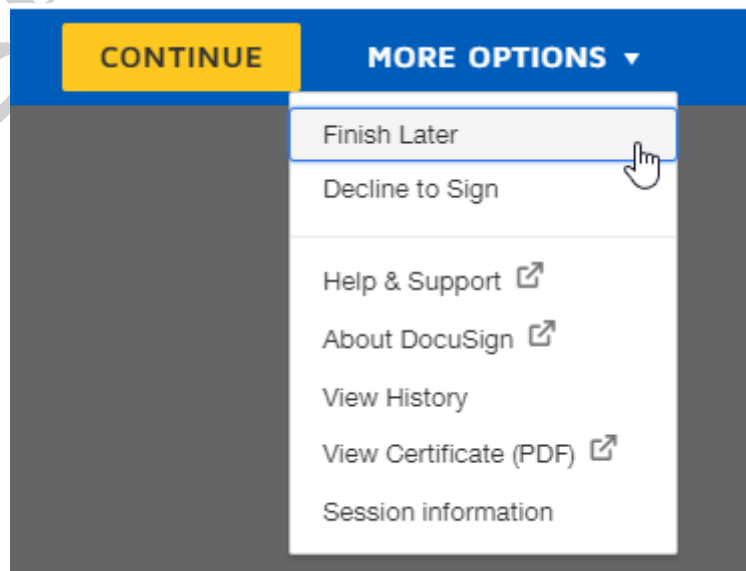 CONTINUE
MORE OPTIONS
Finish Later
Decline to Sign
Help & Support
About DocuSign
View History
View Certificate (PDF)
Session information